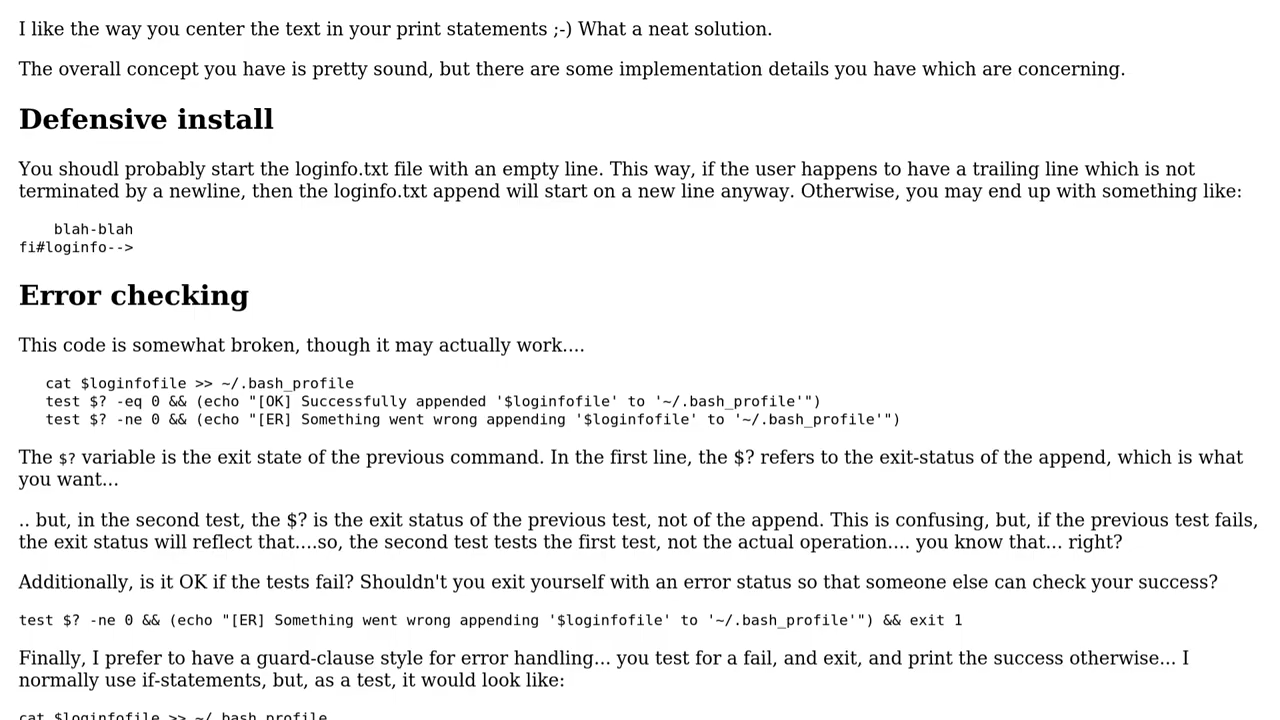 I like the way you center the text in your print statements ;-) What a neat solution.
The overall concept you have is pretty sound, but there are some implementation details you have which are concerning.
Defensive install
You shoudl probably start the loginfo.txt file with an empty line. This way, if the user happens to have a trailing line which is not
terminated by a newline, then the loginfo.txt append will start on a new line anyway. Otherwise, you may end up with something like:
    blah-blah
fi#loginfo-->
Error checking
This code is somewhat broken, though it may actually work....
   cat $loginfofile >> ~/.bash_profile
   test $? -eq 0 && (echo "[OK] Successfully appended '$loginfofile' to '~/.bash_profile'")
   test $? -ne 0 && (echo "[ER] Something went wrong appending '$loginfofile' to '~/.bash_profile'")
The $? variable is the exit state of the previous command. In the first line, the $? refers to the exit-status of the append, which is what
you want...
.. but, in the second test, the $? is the exit status of the previous test, not of the append. This is confusing, but, if the previous test fails,
the exit status will reflect that....so, the second test tests the first test, not the actual operation.... you know that... right?
Additionally, is it OK if the tests fail? Shouldn't you exit yourself with an error status so that someone else can check your success?
test $? -ne 0 && (echo "[ER] Something went wrong appending '$loginfofile' to '~/.bash_profile'") && exit 1
Finally, I prefer to have a guard-clause style for error handling... you test for a fail, and exit, and print the success otherwise... I
normally use if-statements, but, as a test, it would look like:
cat $loginfofile >> ~/.bash_profile